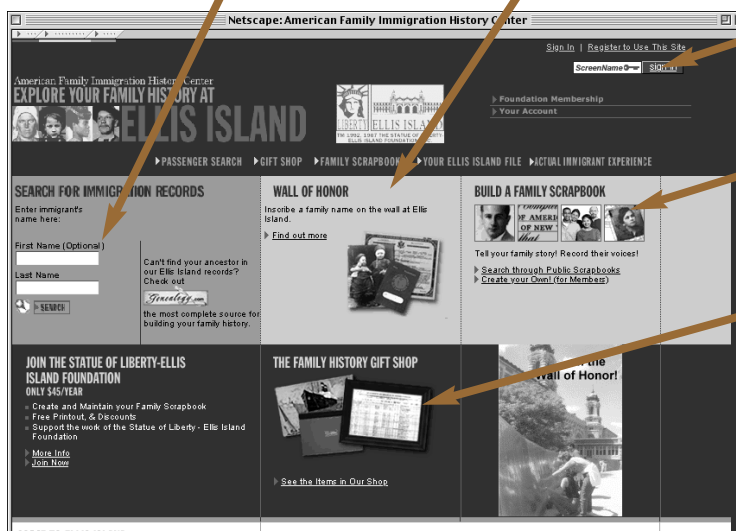 Netscape: American Family Immigration History Center
Sign In | Register to Use This Site
ScreenName
sign in
American Family Immigration History Center
EXPLORE YOUR FAMILY HISTORY AT
ELLIS ISLAND
LIBERTY ELLIS ISLAND
Foundation Membership
Your Account
PASSENGER SEARCH
GIFT SHOP
FAMILY SCRAPBOOK
YOUR ELLIS ISLAND FILE
ACTUAL IMMIGRANT EXPERIENCE
SEARCH FOR IMMIGRATION RECORDS
Enter immigrant's
name here:
First Name (Optional)
Last Name
SEARCH
Can't find your ancestor in
our Ellis Island records?
Check out
Genealogy.com
the most complete source for
building your family history.
WALL OF HONOR
Inscribe a family name on the wall at Ellis
Island.
Find out more
BUILD A FAMILY SCRAPBOOK
OF AMERI
OF NEW
Tell your family story! Record their voices!
Search through Public Scrapbooks
Create your Own! (for Members)
JOIN THE STATUE OF LIBERTY-ELLIS
ISLAND FOUNDATION
ONLY $45/YEAR
Create and Maintain your Family Scrapbook
Free Printout, & Discounts
Support the work of the Statue of Liberty - Ellis Island
Foundation
More Info
Join Now
THE FAMILY HISTORY GIFT SHOP
See the Items in Our Shop
the
Wall of Honor!